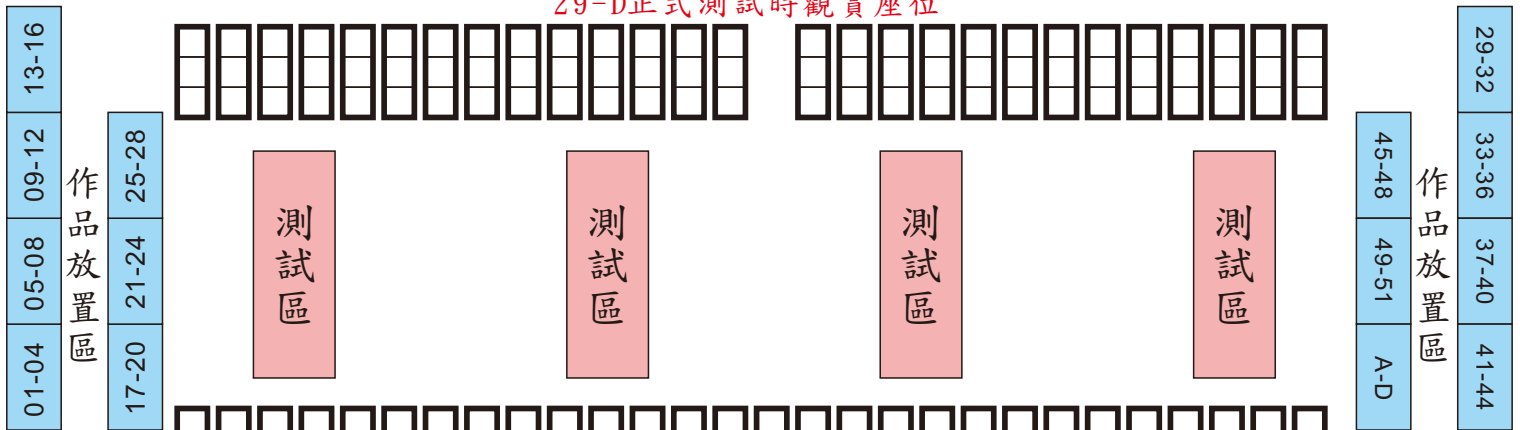 29-D正式測試時觀賞座位
13-16
09-12
05-08
01-04
作品放置區
25-28
21-24
17-20
測試區
測試區
測試區
測試區
45-48
49-51
A-D
作品放置區
29-32
33-36
37-40
41-44